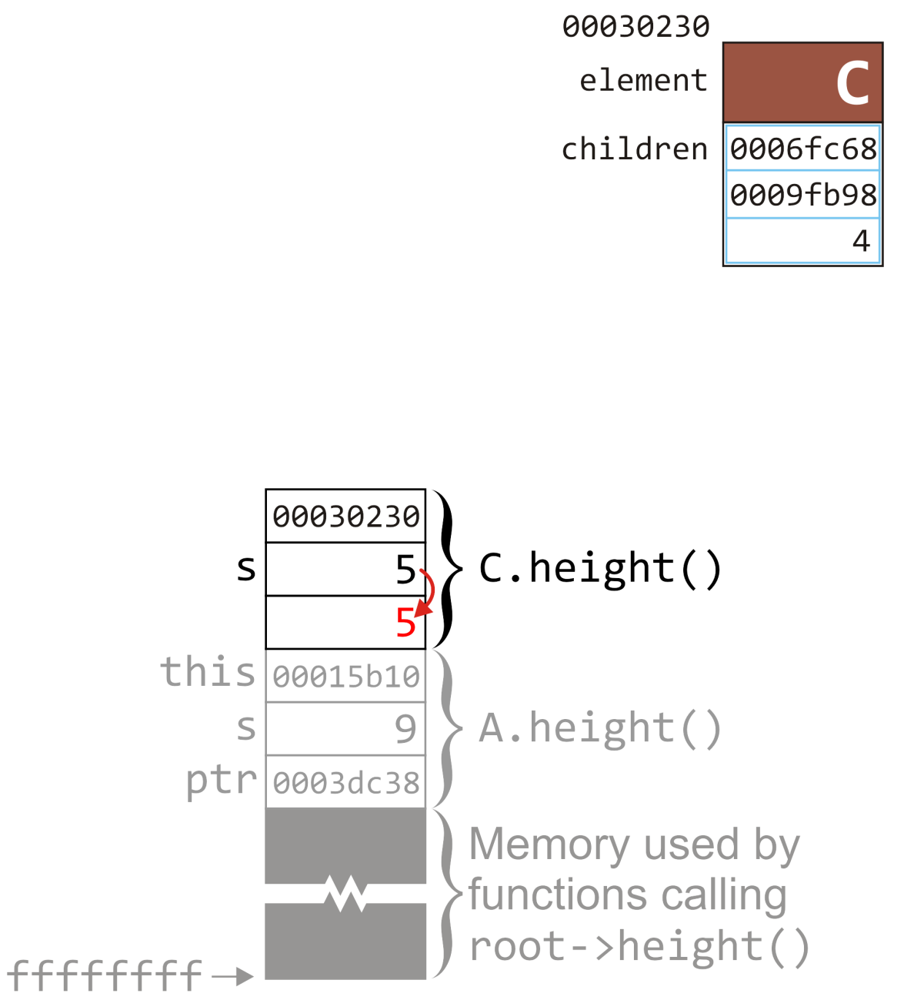 00030230
element C
children 0006fc68
0009fb98
4
00030230
s 5 C.height()
5
this 00015b10
s 9 A.height()
ptr 0003dc38
Memory used by
functions calling
root->height()
ffffffff